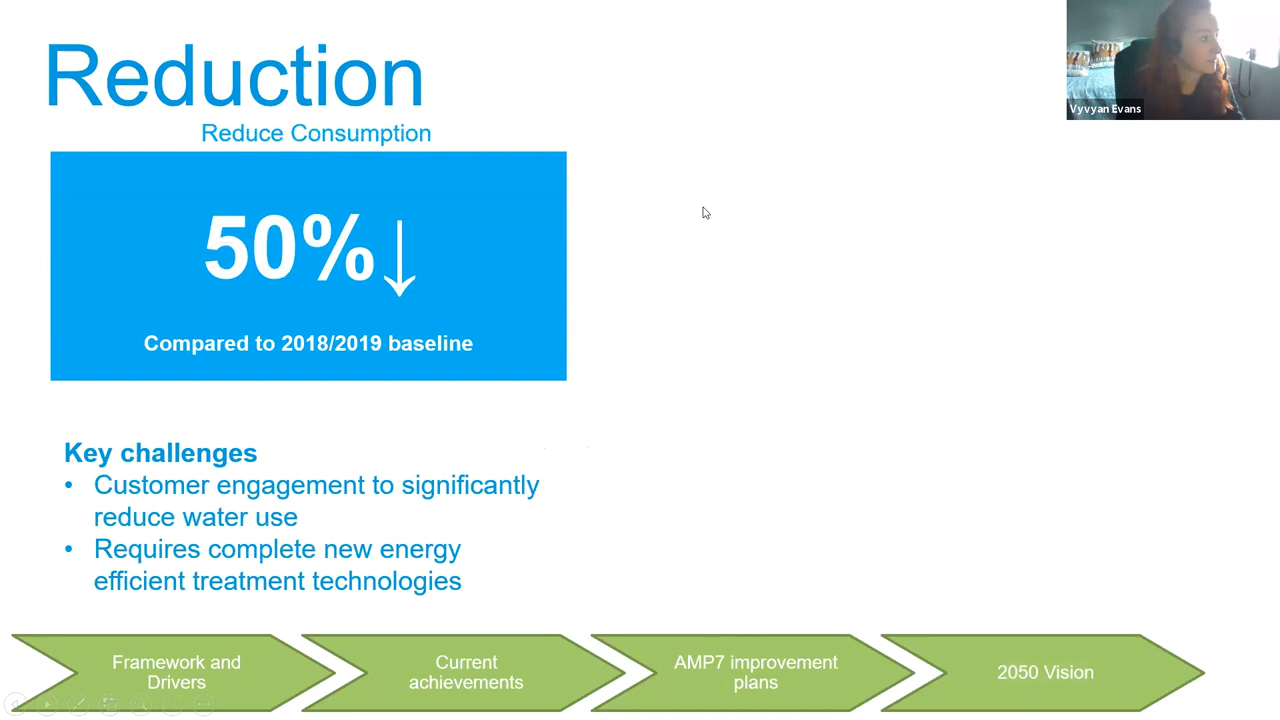 Reduction
Reduce Consumption
50%↓
Compared to 2018/2019 baseline
Key challenges
• Customer engagement to significantly
reduce water use
• Requires complete new energy
efficient treatment technologies
Framework and
Drivers
Current
achievements
AMP7 improvement
plans
2050 Vision
Vyvyan Evans